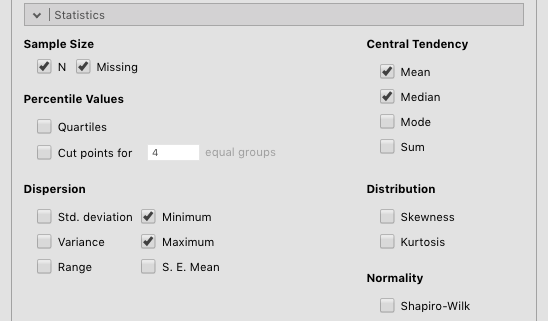 Statistics
Sample Size
N Missing
Percentile Values
Quartiles
Cut points for 4 equal groups
Dispersion
Std. deviation Minimum
Variance Maximum
Range S. E. Mean
Central Tendency
Mean
Median
Mode
Sum
Distribution
Skewness
Kurtosis
Normality
Shapiro-Wilk